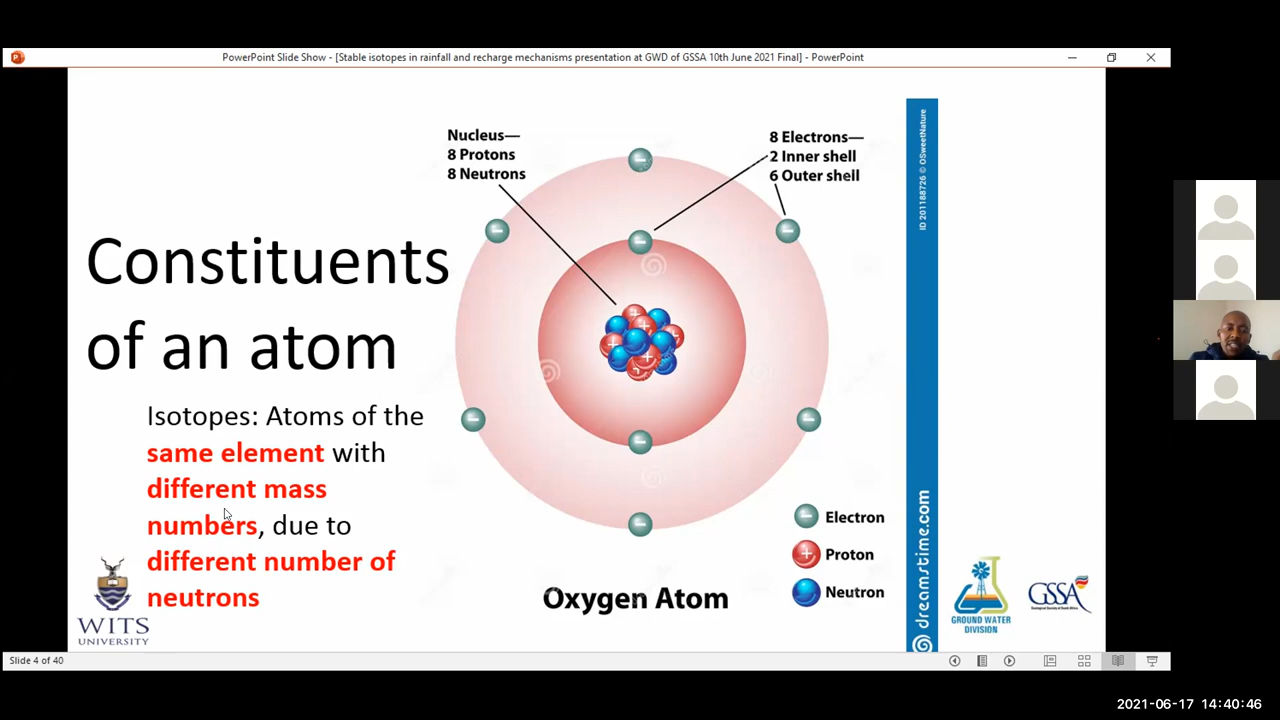 PowerPoint Slide Show - [Stable isotopes in rainfall and recharge mechanisms presentation at GWD of GSSA 10th June 2021 Final] - PowerPoint
Constituents
of an atom
Isotopes: Atoms of the
same element with
different mass
numbers, due to
different number of
neutrons
Nucleus—
8 Protons
8 Neutrons
8 Electrons—
2 Inner shell
6 Outer shell
Electron
Proton
Neutron
Oxygen Atom
ID 201188726 © OSweetNature
dreamstime.com
WITS
UNIVERSITY
GROUND WATER
DIVISION
GSSA
Slide 4 of 40
2021-06-17 14:40:46